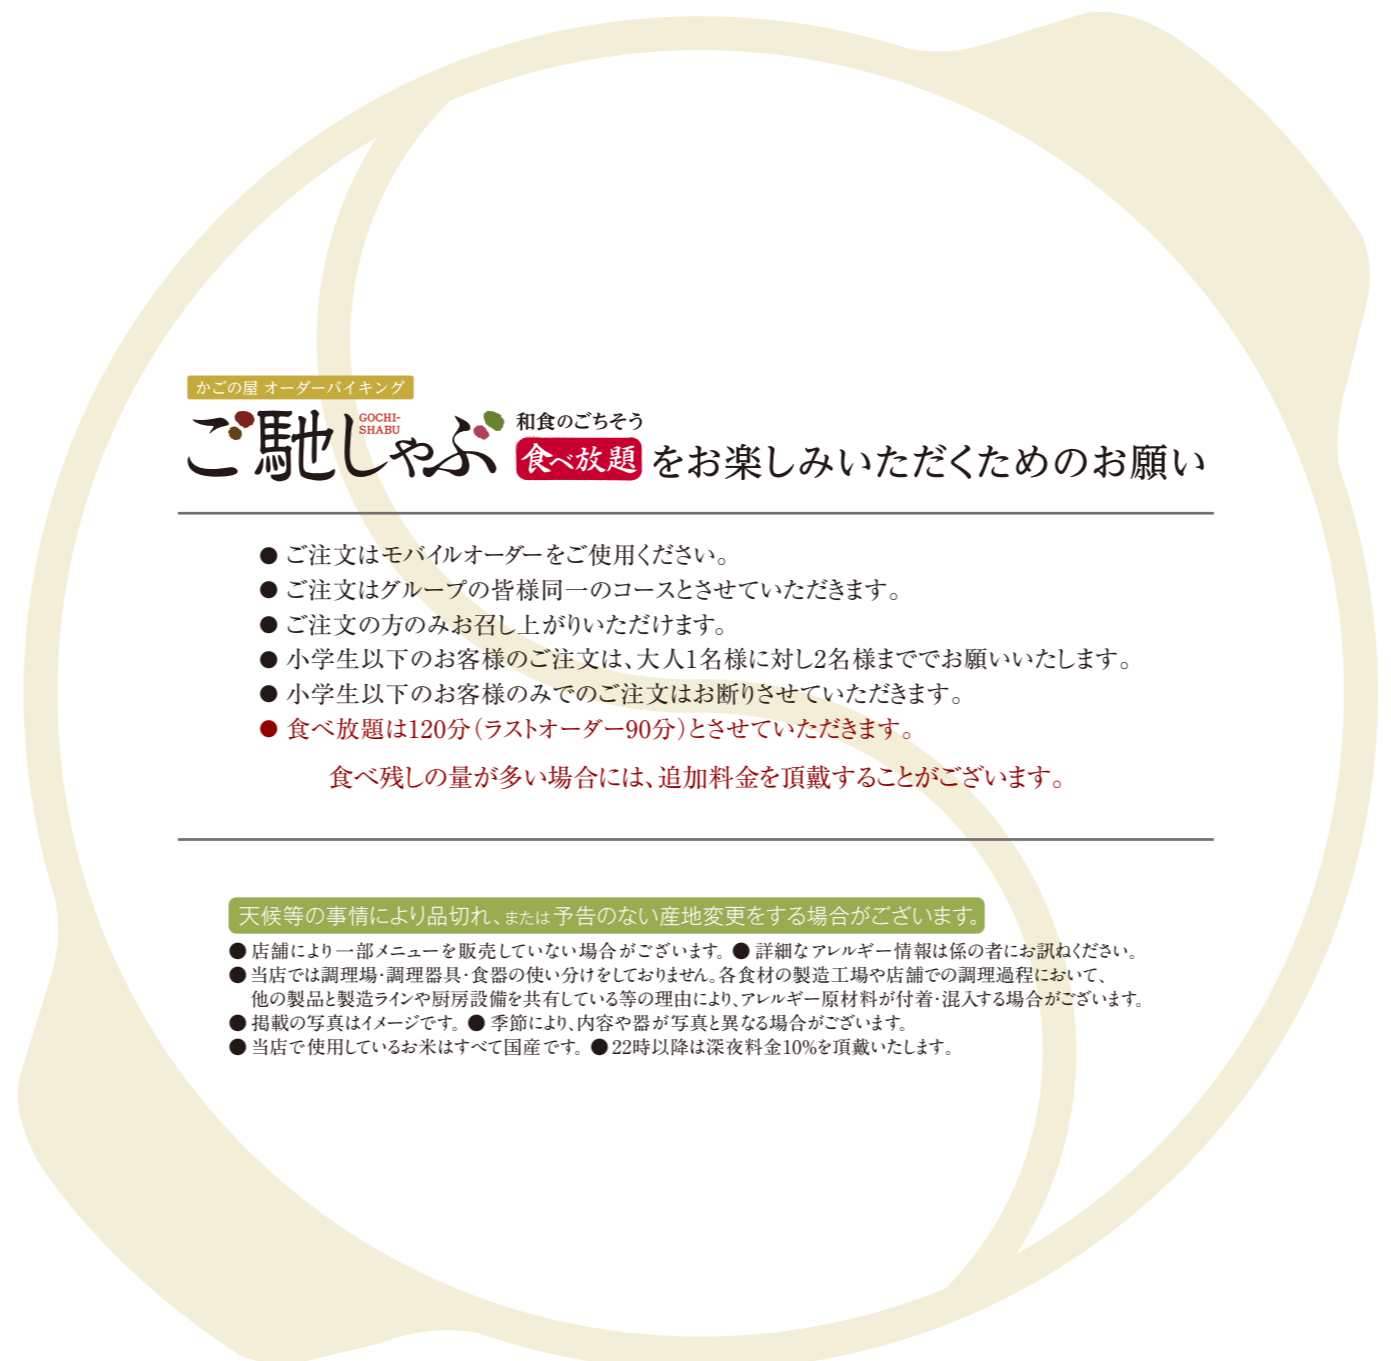 かごの屋 オーダーバイキング
ご馳しゃぶ
GOCHI-
SHABU
和食のごちそう
食べ放題 をお楽しみいただくためのお願い
● ご注文はモバイルオーダーをご使用ください。
● ご注文はグループの皆様同一のコースとさせていただきます。
● ご注文の方のみお召し上がりいただけます。
● 小学生以下のお客様のご注文は、大人1名様に対し2名様まででお願いいたします。
● 小学生以下のお客様のみでのご注文はお断りさせていただきます。
● 食べ放題は120分（ラストオーダー90分）とさせていただきます。
食べ残しの量が多い場合には、追加料金を頂戴することがございます。
天候等の事情により品切れ、または予告のない産地変更をする場合がございます。
● 店舗により一部メニューを販売していない場合がございます。 ● 詳細なアレルギー情報は係の者にお訊ねください。
● 当店では調理場・調理器具・食器の使い分けをしておりません。各食材の製造工場や店舗での調理過程において、
他の製品と製造ラインや厨房設備を共有している等の理由により、アレルギー原材料が付着・混入する場合がございます。
● 掲載の写真はイメージです。 ● 季節により、内容や器が写真と異なる場合がございます。
● 当店で使用しているお米はすべて国産です。 ● 22時以降は深夜料金10%を頂戴いたします。